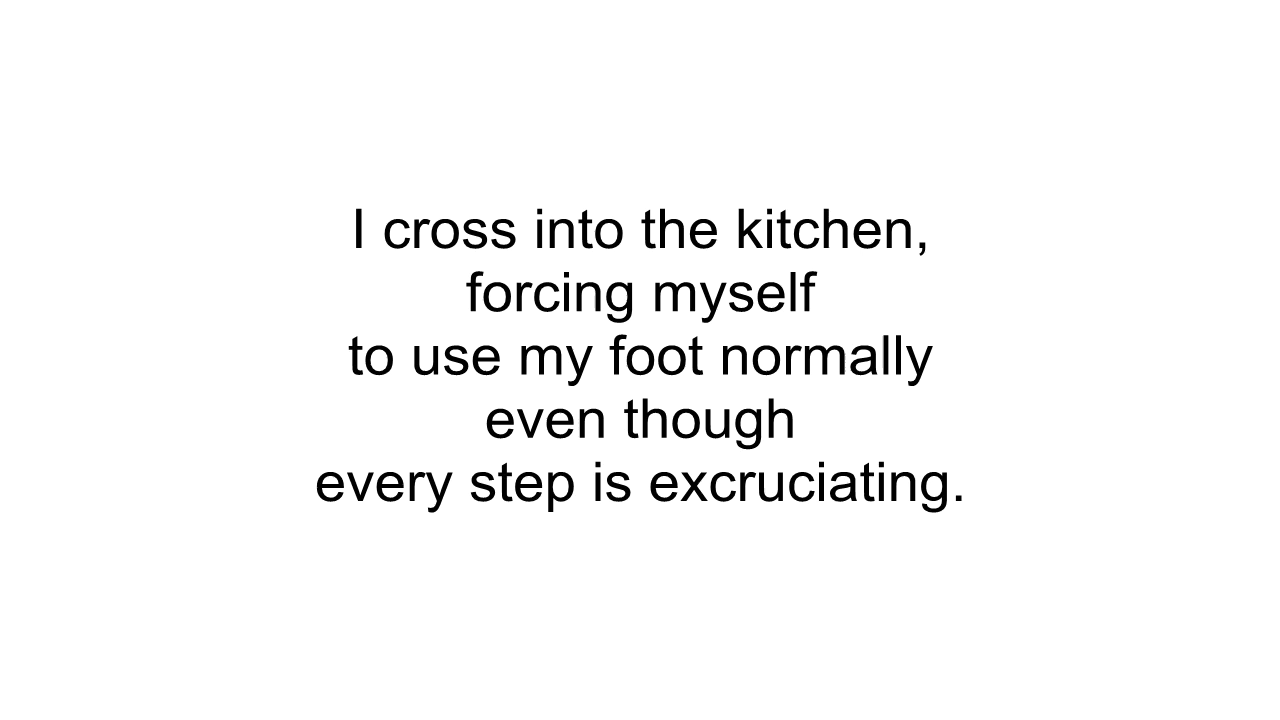 I cross into the kitchen,
forcing myself
to use my foot normally
even though
every step is excruciating.